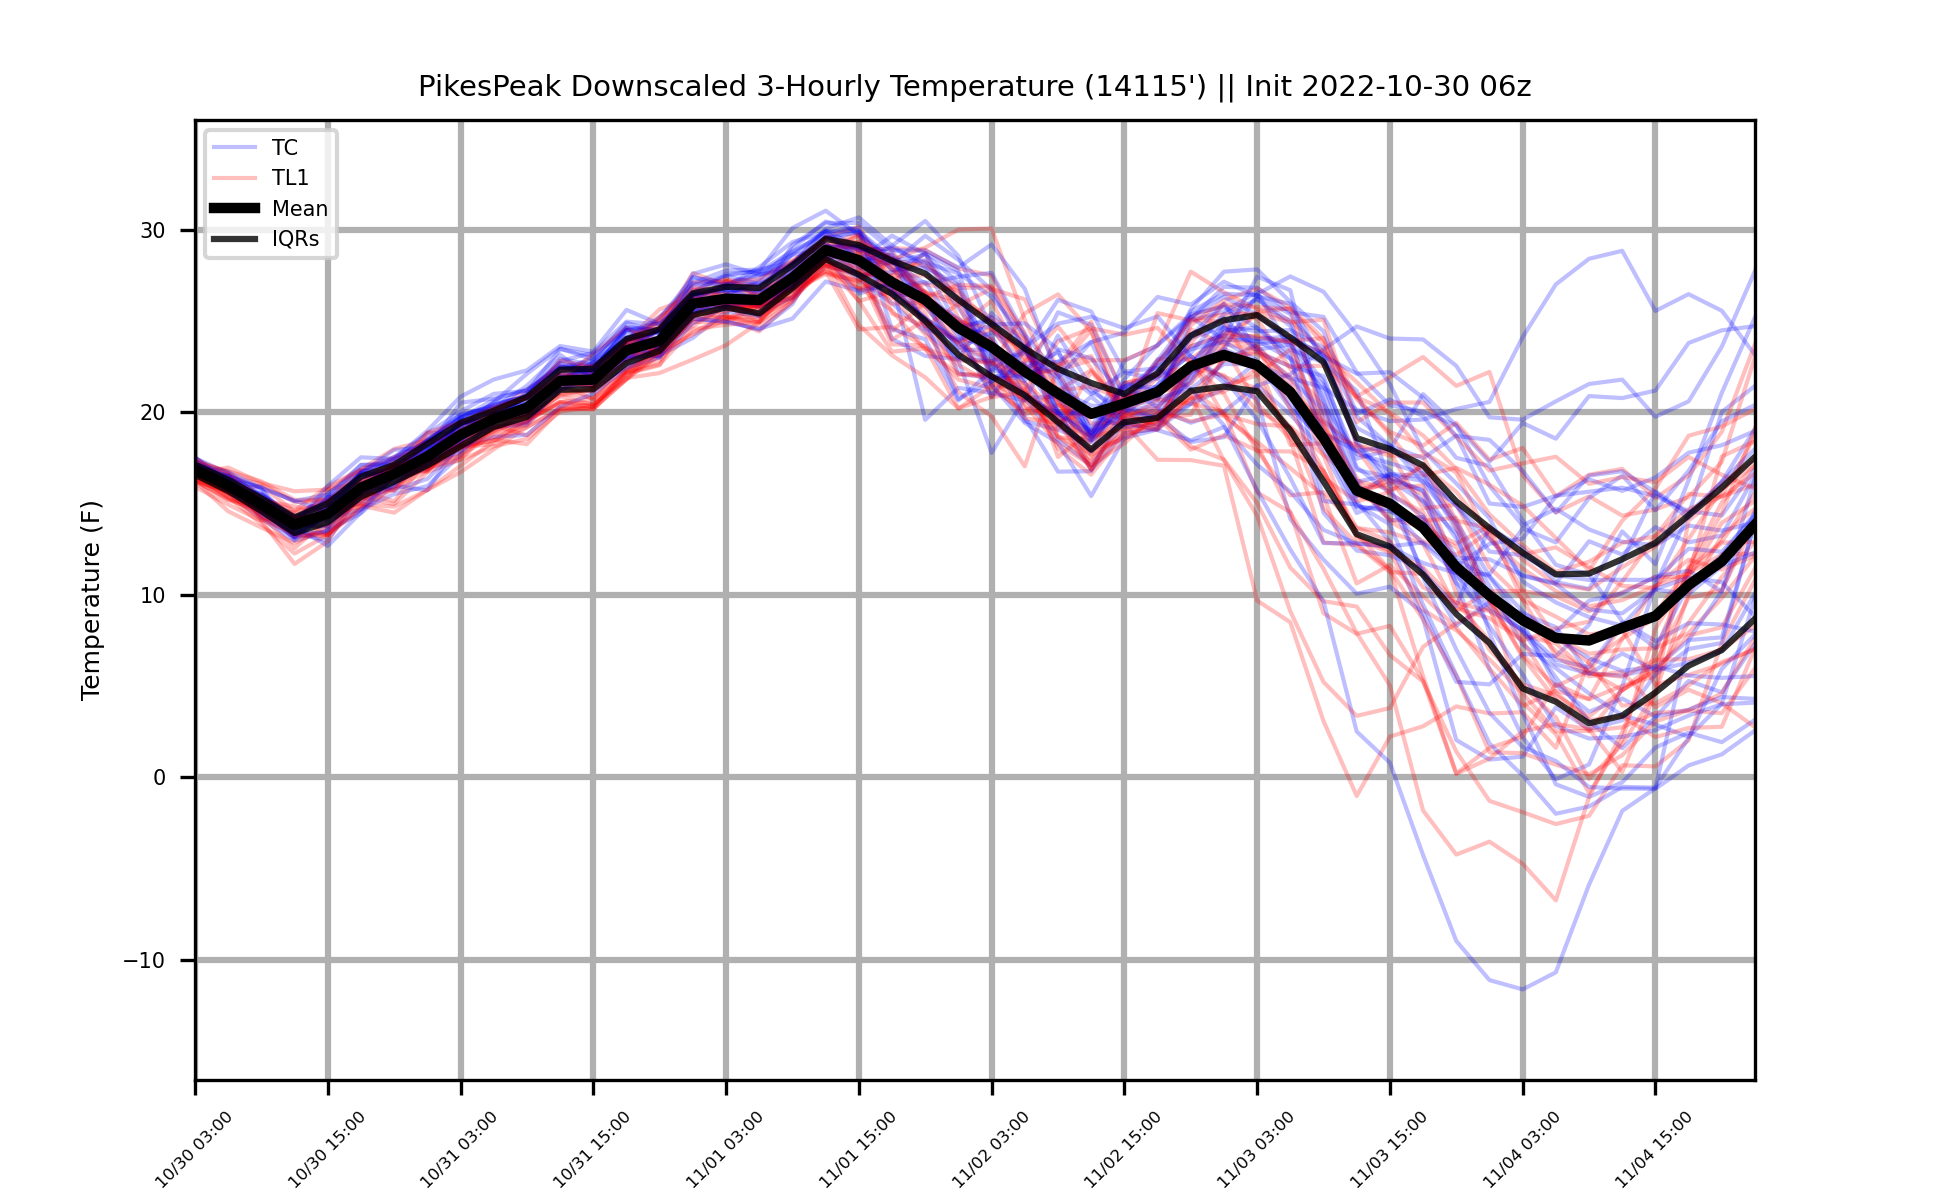 PikesPeak Downscaled 3-Hourly Temperature (14115') || Init 2022-10-30 06z
TC
TL1
Mean
IQRs
Temperature (F)
30
20
10
0
−10
10/30 03:00
10/30 15:00
10/31 03:00
10/31 15:00
11/01 03:00
11/01 15:00
11/02 03:00
11/02 15:00
11/03 03:00
11/03 15:00
11/04 03:00
11/04 15:00